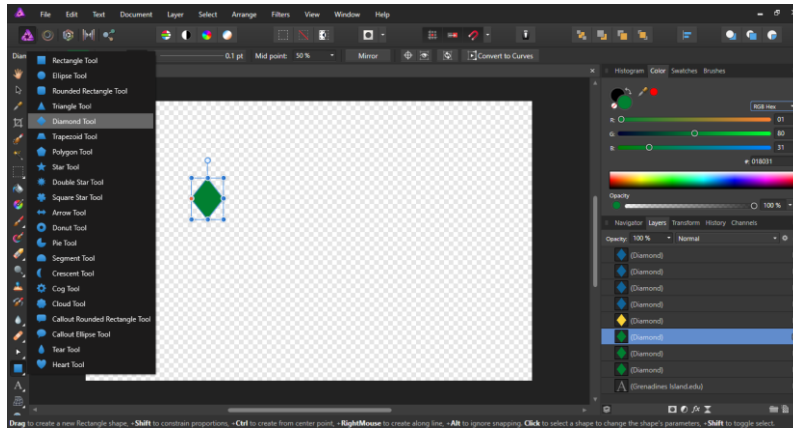 File Edit Text Document Layer Select Arrange Filters View Window Help
0.1 pt Mid point: 30 % Mirror Convert to Curves
Rectangle Tool
Ellipse Tool
Rounded Rectangle Tool
Triangle Tool
Diamond Tool
Trapezoid Tool
Polygon Tool
Star Tool
Double Star Tool
Square Star Tool
Arrow Tool
Donut Tool
Pie Tool
Segment Tool
Crescent Tool
Cog Tool
Cloud Tool
Callout Rounded Rectangle Tool
Callout Ellipse Tool
Tear Tool
Heart Tool
Histogram Color Swatches Brushes
RGB Hex
R: 01
G: 80
B: 31
#: 018031
Opacity
100 %
Navigator Layers Transform History Channels
Opacity: 100 % Normal
(Diamond)
(Diamond)
(Diamond)
(Diamond)
(Diamond)
(Diamond)
(Diamond)
(Diamond)
(Grenadines Island.edu)
Drag to create a new Rectangle shape, +Shift to constrain proportions, +Ctrl to create from center point, +RightMouse to create along line, +Alt to ignore snapping. Click to select a shape to change the shape's parameters, +Shift to toggle select.